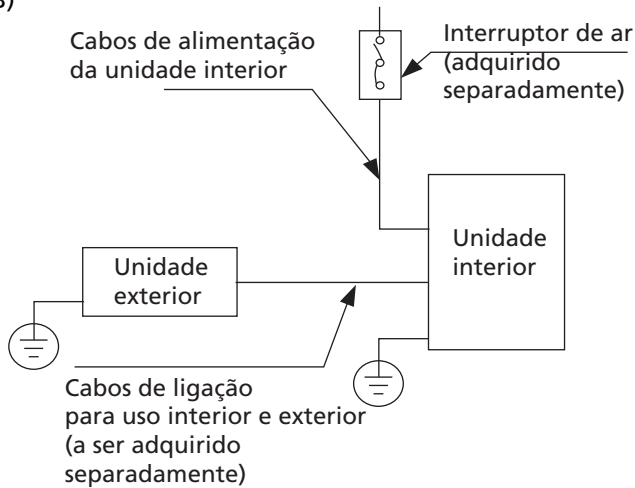 Cabos de alimentação
da unidade interior
Interruptor de ar
(adquirido
separadamente)
Unidade
interior
Unidade
exterior
Cabos de ligação
para uso interior e exterior
(a ser adquirido
separadamente)